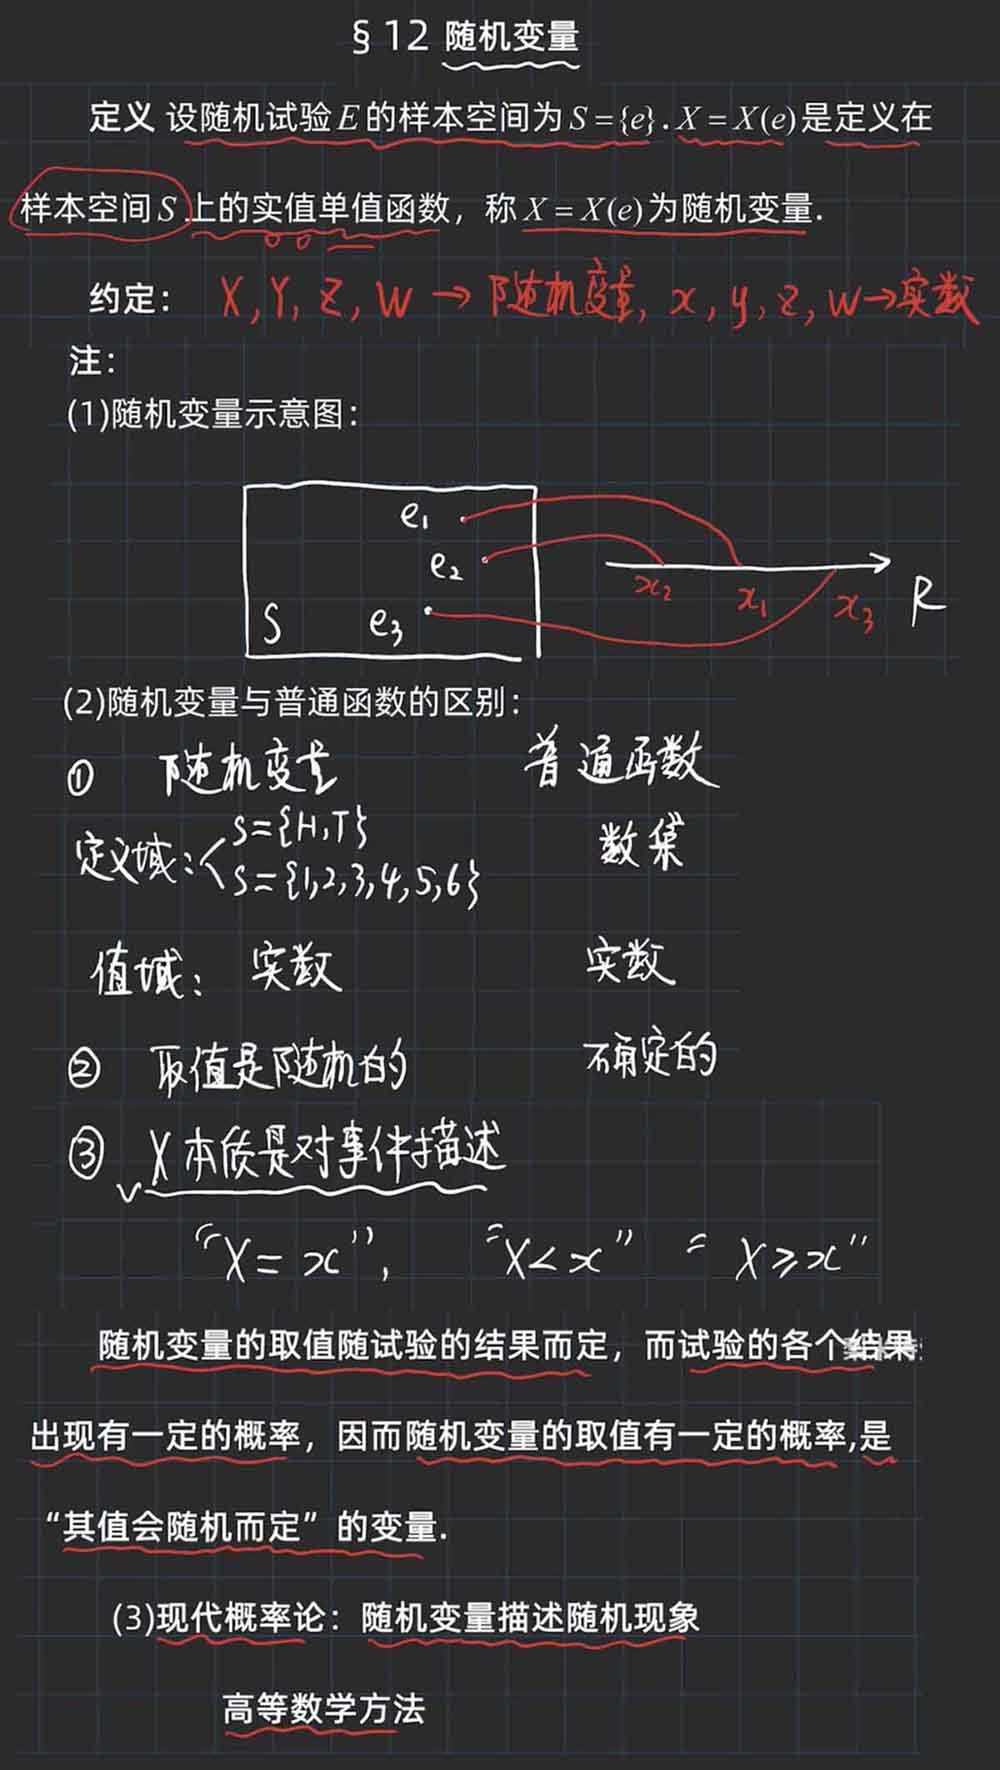 § 12 随机变量
定义 设随机试验E的样本空间为S={e}. X=X(e)是定义在
样本空间S上的实值单值函数，称X=X(e)为随机变量.
约定： X, Y, Z, W → 随机变量, x, y, z, w→实数
注：
(1)随机变量示意图：
e₁
e₂
S e₃
x₂ x₁ x₃ R
(2)随机变量与普通函数的区别：
① 随机变量 普通函数
定义域：S={H,T} 数集
S={1,2,3,4,5,6}
值域： 实数 实数
② 取值是随机的 确定的
③ X本质是对事件描述
"X=x", "X<x" "X≥x"
随机变量的取值随试验的结果而定，而试验的各个结果
出现有一定的概率，因而随机变量的取值有一定的概率,是
“其值会随机而定”的变量.
(3)现代概率论：随机变量描述随机现象
高等数学方法